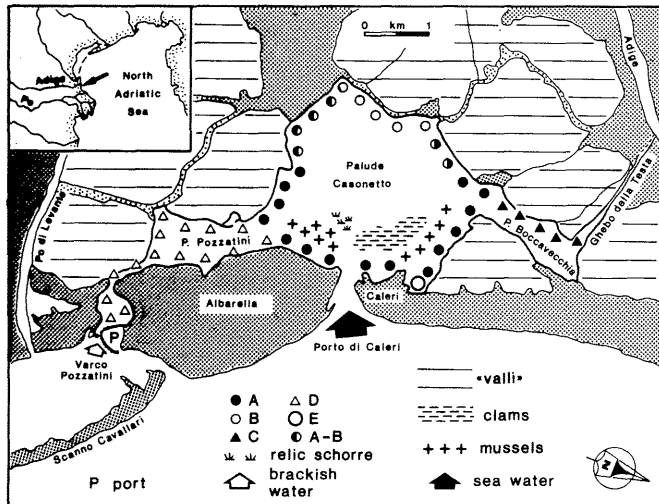 0 km 1
Adige
Po
North
Adriatic
Sea
Adige
Palude
Casonetto
Po di Levante
P. Pozzatini
P. Boccavecchia
Ghebo della Testa
Albarella
Caleri
P
Varco
Pozzatini
Porto di Caleri
Scanno Cavallari
A D
B E
C A-B
relic schorre
brackish
water
P port
«valli»
clams
mussels
sea water
N